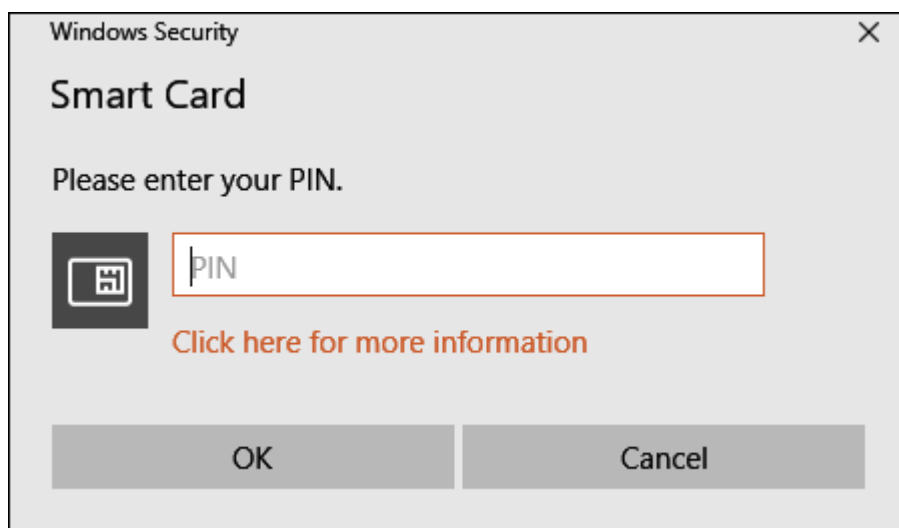 Windows Security
Smart Card
Please enter your PIN.
PIN
Click here for more information
OK
Cancel